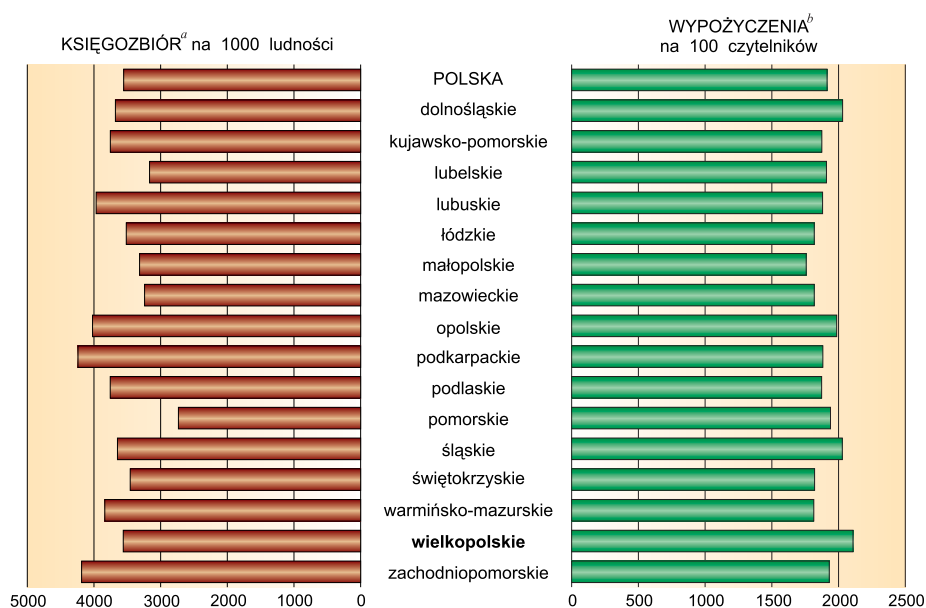 KSIĘGOZBIÓRa na 1000 ludności
WYPOŻYCZENIAb
na 100 czytelników
POLSKA
dolnośląskie
kujawsko-pomorskie
lubelskie
lubuskie
łódzkie
małopolskie
mazowieckie
opolskie
podkarpackie
podlaskie
pomorskie
śląskie
świętokrzyskie
warmińsko-mazurskie
wielkopolskie
zachodniopomorskie
5000 4000 3000 2000 1000 0
0 500 1000 1500 2000 2500